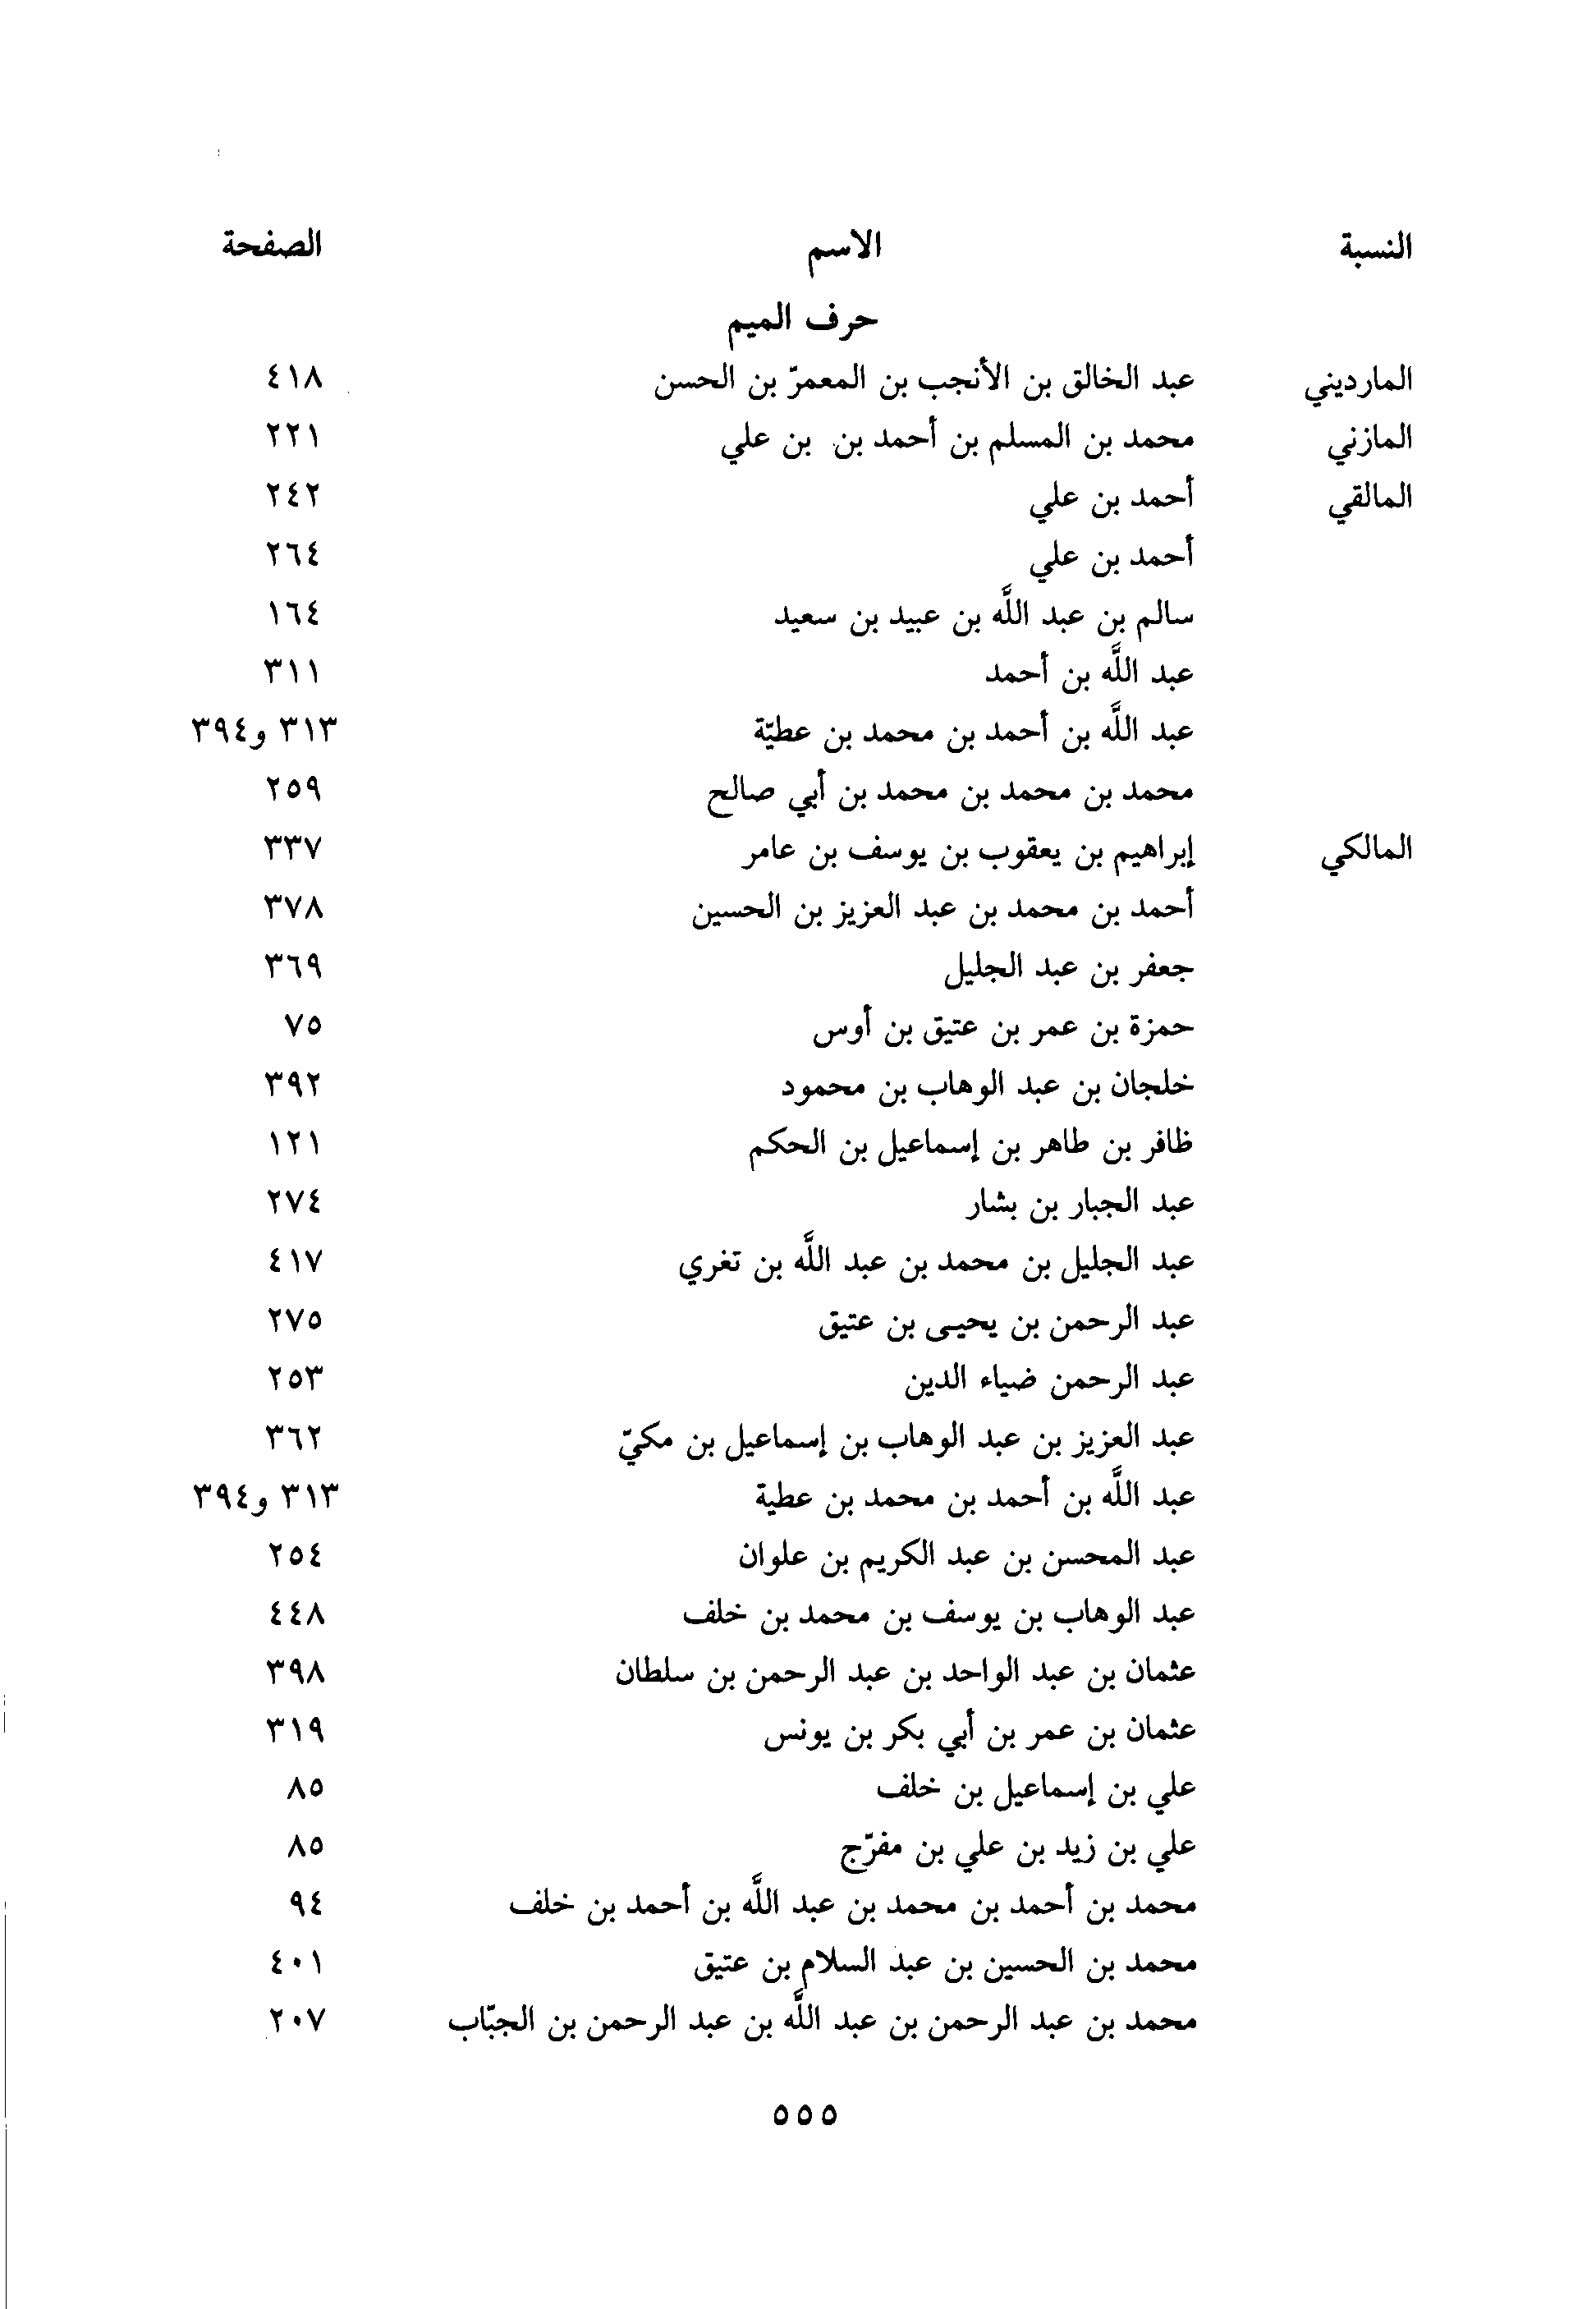 النسبة الاسم الصفحة
حرف الميم
المارديني عبد الخالق بن الأنجب بن المعمرّ بن الحسن ٤١٨
المازني محمد بن المسلم بن أحمد بن بن علي ٢٢١
المالقي أحمد بن علي ٢٤٢
أحمد بن علي ٢٦٤
سالم بن عبد اللَّه بن عبيد بن سعيد ١٦٤
عبد اللَّه بن أحمد ٣١١
عبد اللَّه بن أحمد بن محمد بن عطيّة ٣١٣ و٣٩٤
محمد بن محمد بن محمد بن أبي صالح ٢٥٩
المالكي إبراهيم بن يعقوب بن يوسف بن عامر ٣٣٧
أحمد بن محمد بن عبد العزيز بن الحسين ٣٧٨
جعفر بن عبد الجليل ٣٦٩
حمزة بن عمر بن عتيق بن أوس ٧٥
خلجان بن عبد الوهاب بن محمود ٣٩٢
ظافر بن طاهر بن إسماعيل بن الحكم ١٢١
عبد الجبار بن بشار ٢٧٤
عبد الجليل بن محمد بن عبد اللَّه بن تغري ٤١٧
عبد الرحمن بن يحيى بن عتيق ٢٧٥
عبد الرحمن ضياء الدين ٢٥٣
عبد العزيز بن عبد الوهاب بن إسماعيل بن مكيّ ٣٦٢
عبد اللَّه بن أحمد بن محمد بن عطية ٣١٣ و٣٩٤
عبد المحسن بن عبد الكريم بن علوان ٢٥٤
عبد الوهاب بن يوسف بن محمد بن خلف ٤٤٨
عثمان بن عبد الواحد بن عبد الرحمن بن سلطان ٣٩٨
عثمان بن عمر بن أبي بكر بن يونس ٣١٩
علي بن إسماعيل بن خلف ٨٥
علي بن زيد بن علي بن مفرّج ٨٥
محمد بن أحمد بن محمد بن عبد اللَّه بن أحمد بن خلف ٩٤
محمد بن الحسين بن عبد السلام بن عتيق ٤٠١
محمد بن عبد الرحمن بن عبد اللَّه بن عبد الرحمن بن الجبّاب ٢٠٧
٥٥٥